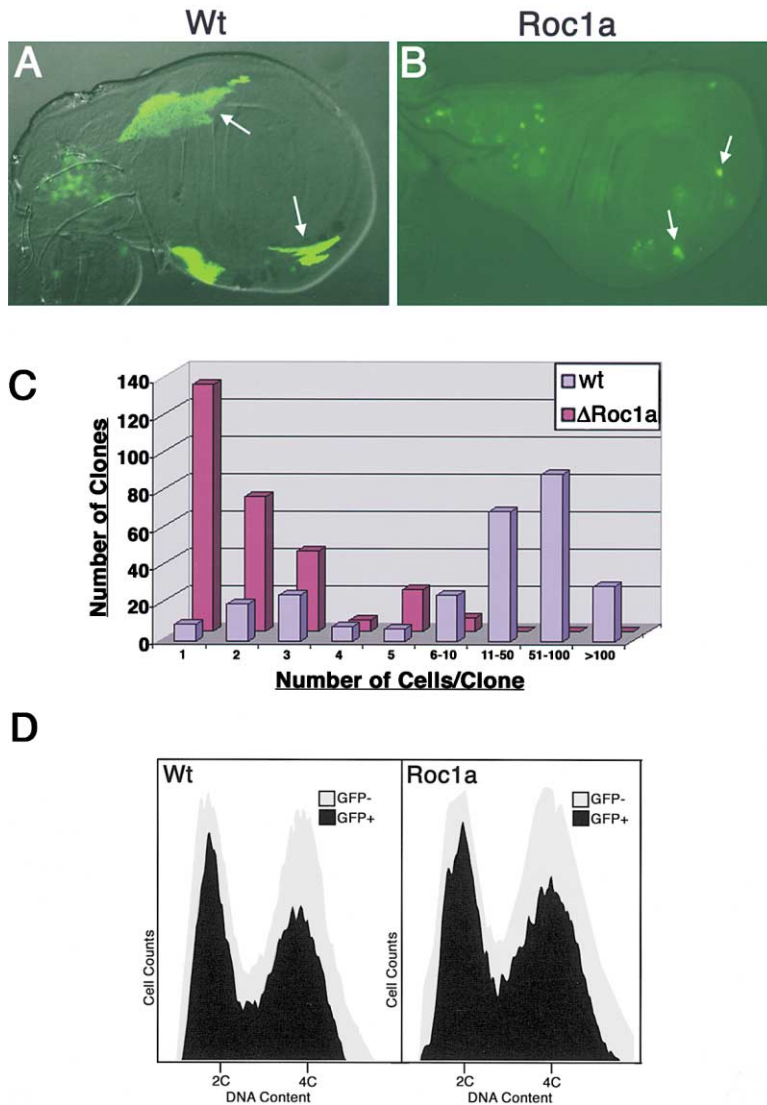 Wt
Roc1a
A
B
C
140
120
100
80
60
40
20
0
Number of Clones
wt
ΔRoc1a
1 2 3 4 5 6-10 11-50 51-100 >100
Number of Cells/Clone
D
Wt
GFP-
GFP+
Cell Counts
2C 4C
DNA Content
Roc1a
GFP-
GFP+
Cell Counts
2C 4C
DNA Content